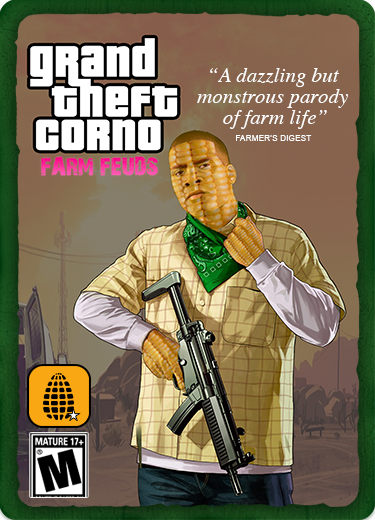 grand
theft
corno
FARM FEUDS
“A dazzling but
monstrous parody
of farm life”
FARMER'S DIGEST
MATURE 17+
M